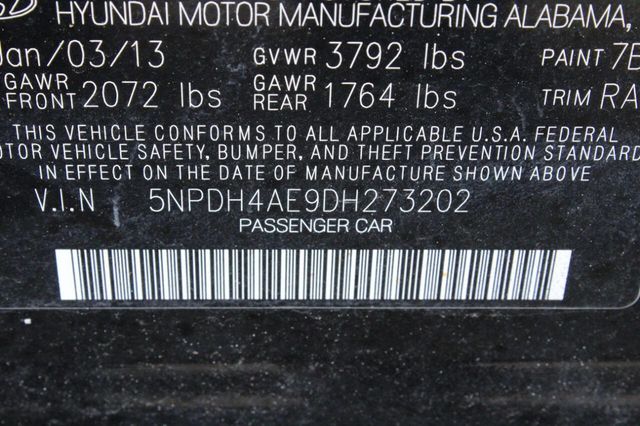 HYUNDAI MOTOR MANUFACTURING ALABAMA,
Jan/03/13 GVWR 3792 lbs PAINT 7B
GAWR FRONT 2072 lbs GAWR REAR 1764 lbs TRIM RA
THIS VEHICLE CONFORMS TO ALL APPLICABLE U.S.A. FEDERAL
OTOR VEHICLE SAFETY, BUMPER, AND THEFT PREVENTION STANDARD
IN EFFECT ON THE DATE OF MANUFACTURE SHOWN ABOVE
V.I.N 5NPDH4AE9DH273202
PASSENGER CAR